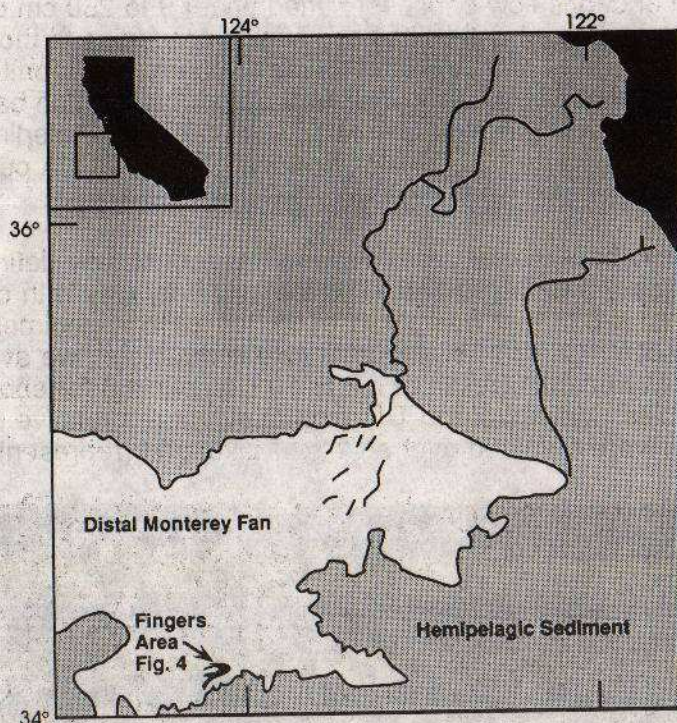 124°
122°
36°
Distal Monterey Fan
Fingers
Area
Fig. 4
Hemipelagic Sediment
34°